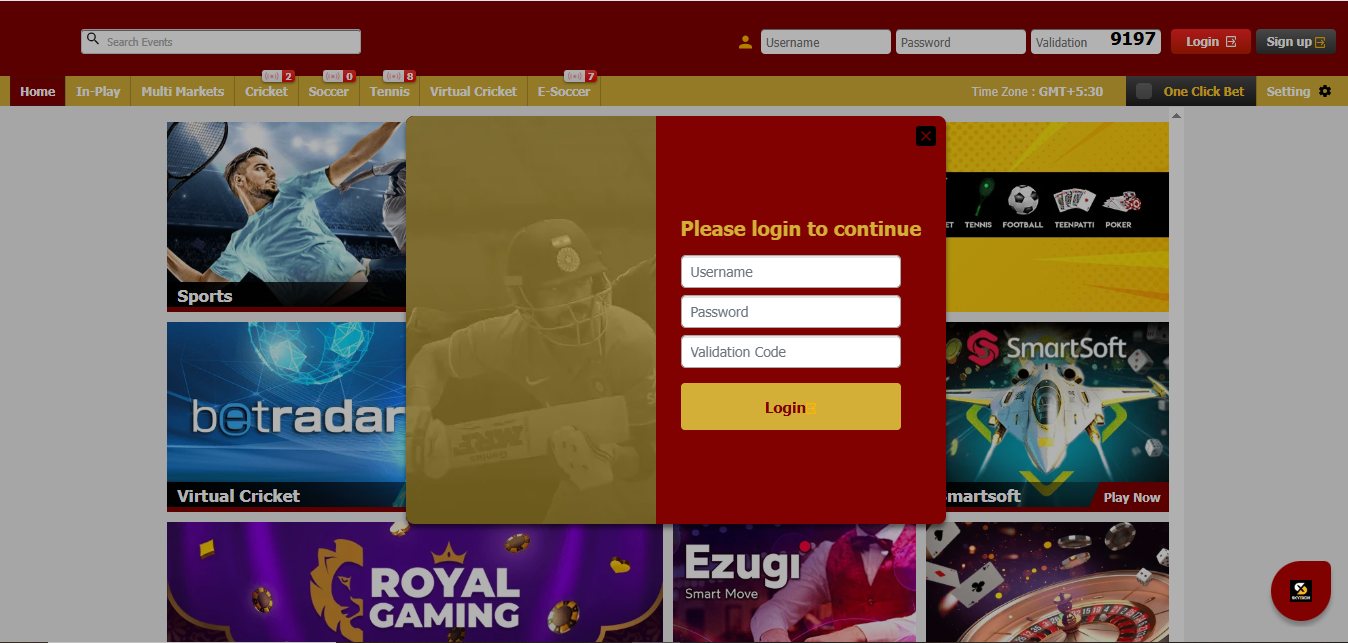 Search Events
Username
Password
Validation 9197
Login
Sign up
Home
In-Play
Multi Markets
Cricket 2
Soccer 0
Tennis 8
Virtual Cricket
E-Soccer 7
Time Zone : GMT+5:30
One Click Bet
Setting
Sports
Please login to continue
Username
Password
Validation Code
Login
TENNIS
FOOTBALL
TEENPATTI
POKER
betradar
Virtual Cricket
SmartSoft
martsoft
Play Now
ROYAL
GAMING
Ezugi
Smart Move